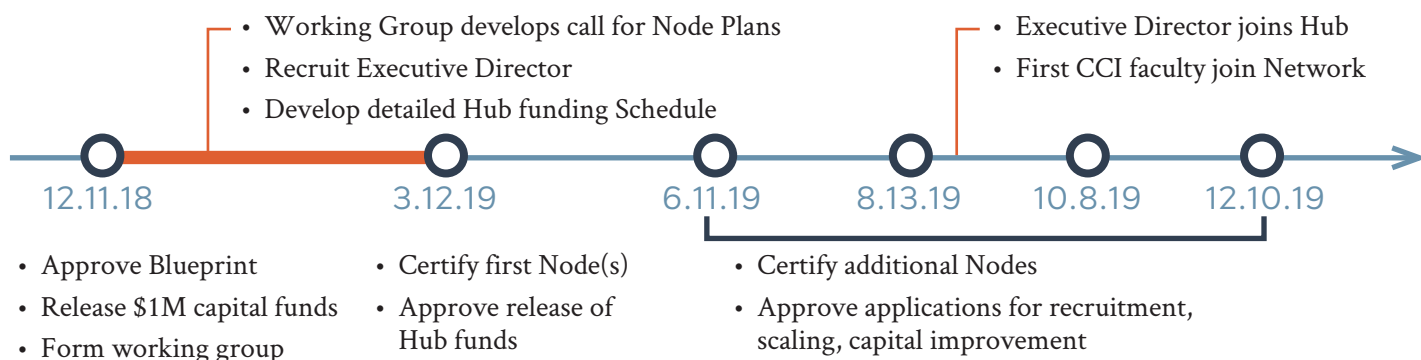 • Working Group develops call for Node Plans
• Recruit Executive Director
• Develop detailed Hub funding Schedule
• Executive Director joins Hub
• First CCI faculty join Network
12.11.18
3.12.19
6.11.19
8.13.19
10.8.19
12.10.19
• Approve Blueprint
• Release $1M capital funds
• Form working group
• Certify first Node(s)
• Approve release of
Hub funds
• Certify additional Nodes
• Approve applications for recruitment,
scaling, capital improvement